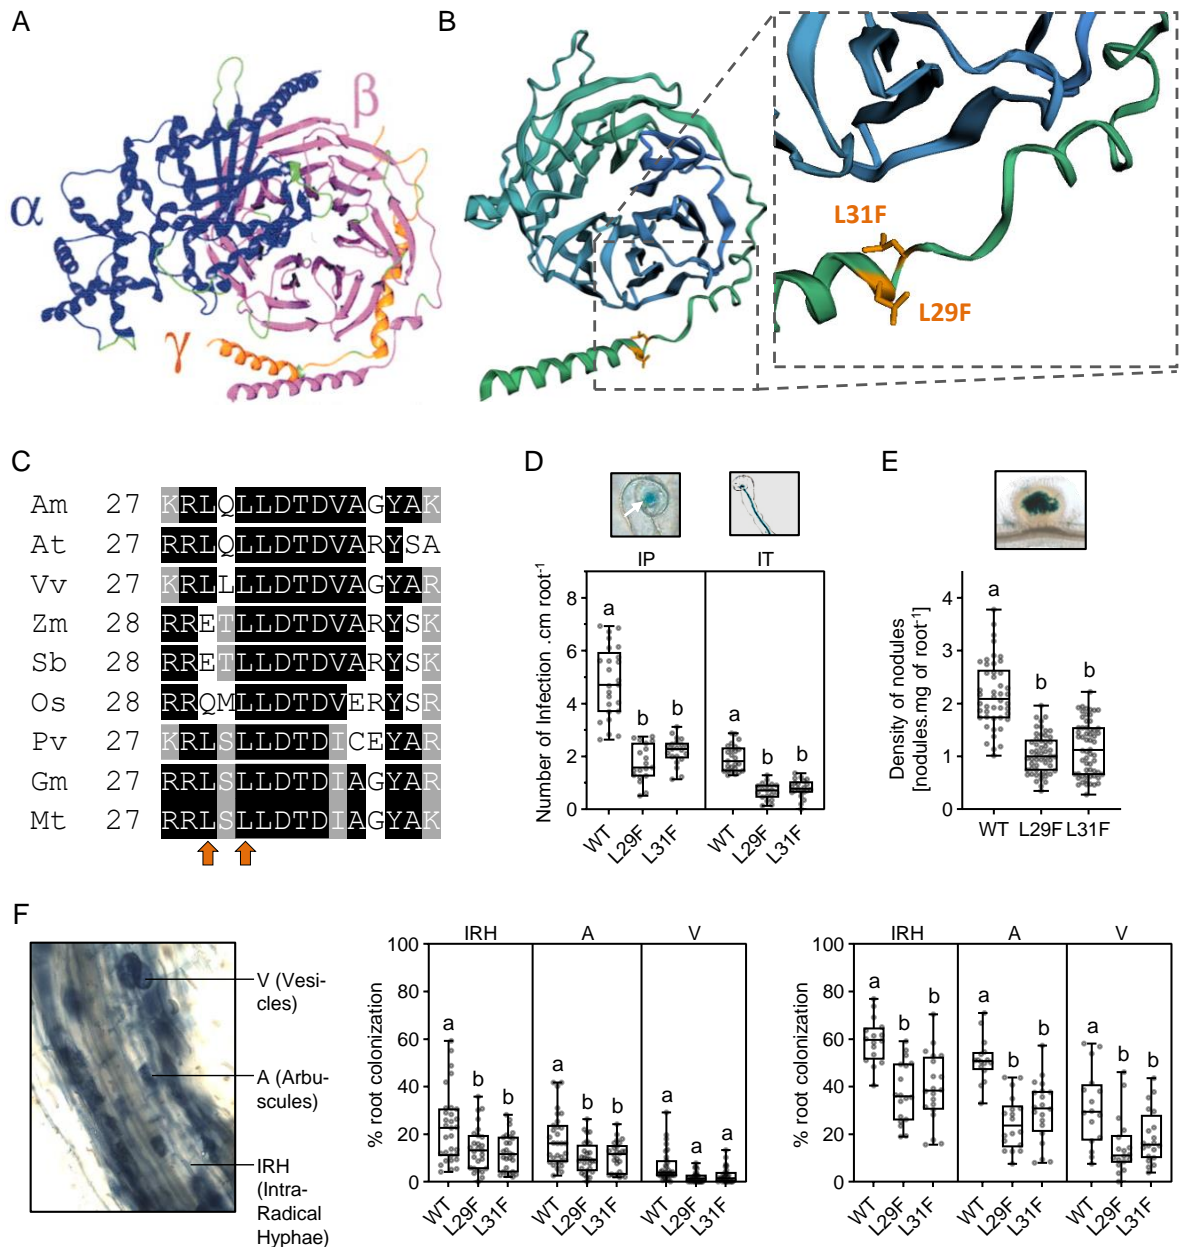 A
B
α
β
γ
L31F
L29F
C
Am 27 KRLQLLDTDVAGYAK
At 27 RRLQLLDTDVARYSA
Vv 27 KRLLLLDTDVAGYAR
Zm 28 RRETLLDTDVARYSK
Sb 28 RRETLLDTDVARYSK
Os 28 RRQMLLDTDVERYSR
Pv 27 KRLSLLDTDICEYAR
Gm 27 RRLSLLDTDIAGYAR
Mt 27 RRLSLLDTDIAGYAK
D
IP IT
Number of Infection .cm root⁻¹
8
6
4
2
0
a
b
b
a
b
b
WT L29F L31F WT L29F L31F
E
Density of nodules
[nodules.mg of root⁻¹]
4
3
2
1
0
a
b
b
WT L29F L31F
F
V (Vesi-
cles)
A (Arbu-
scules)
IRH
(Intra-
Radical
Hyphae)
IRH A V
% root colonization
100
80
60
40
20
0
a b b a b b a a a
WT L29F L31F WT L29F L31F WT L29F L31F
IRH A V
% root colonization
100
80
60
40
20
0
a b b a b b a b b
WT L29F L31F WT L29F L31F WT L29F L31F